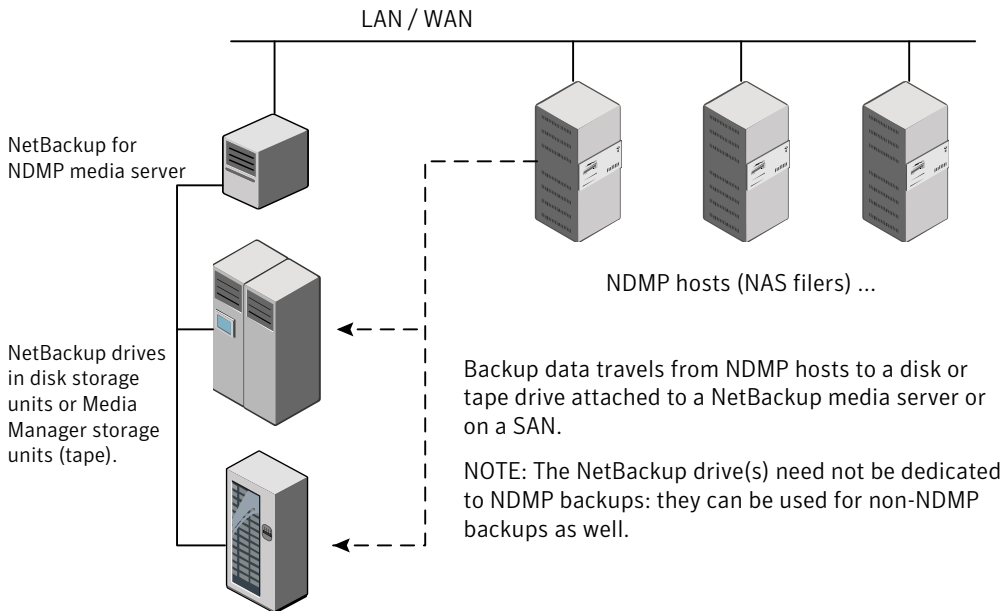 LAN / WAN
NetBackup for
NDMP media server
NDMP hosts (NAS filers) ...
NetBackup drives
in disk storage
units or Media
Manager storage
units (tape).
Backup data travels from NDMP hosts to a disk or
tape drive attached to a NetBackup media server or
on a SAN.
NOTE: The NetBackup drive(s) need not be dedicated
to NDMP backups: they can be used for non-NDMP
backups as well.